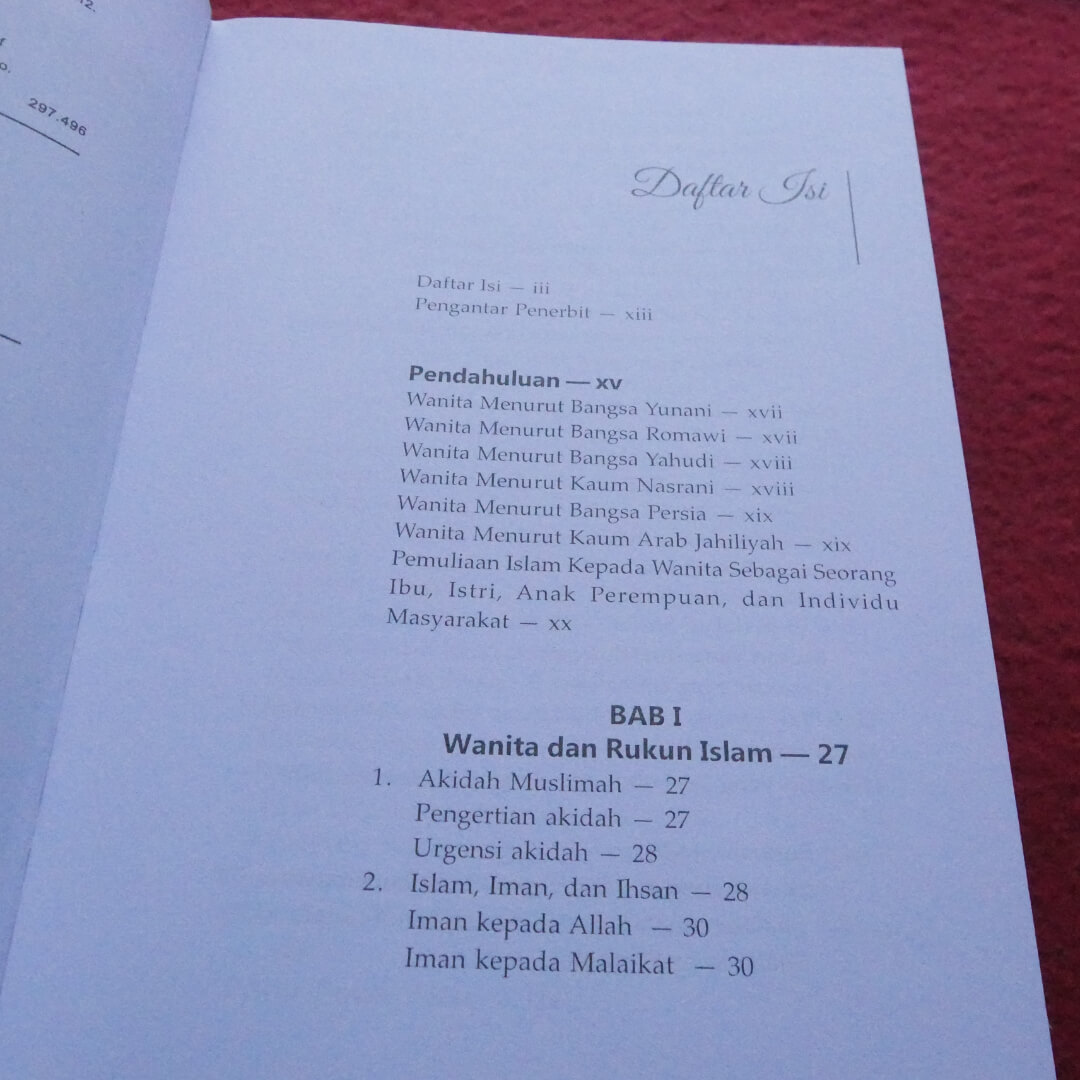 12.
297.496
Daftar Isi
Daftar Isi — iii
Pengantar Penerbit — xiii
Pendahuluan — xv
Wanita Menurut Bangsa Yunani — xvii
Wanita Menurut Bangsa Romawi — xvii
Wanita Menurut Bangsa Yahudi — xviii
Wanita Menurut Kaum Nasrani — xviii
Wanita Menurut Bangsa Persia — xix
Wanita Menurut Kaum Arab Jahiliyah — xix
Pemuliaan Islam Kepada Wanita Sebagai Seorang
Ibu, Istri, Anak Perempuan, dan Individu
Masyarakat — xx
BAB I
Wanita dan Rukun Islam — 27
1. Akidah Muslimah — 27
Pengertian akidah — 27
Urgensi akidah — 28
2. Islam, Iman, dan Ihsan — 28
Iman kepada Allah — 30
Iman kepada Malaikat — 30